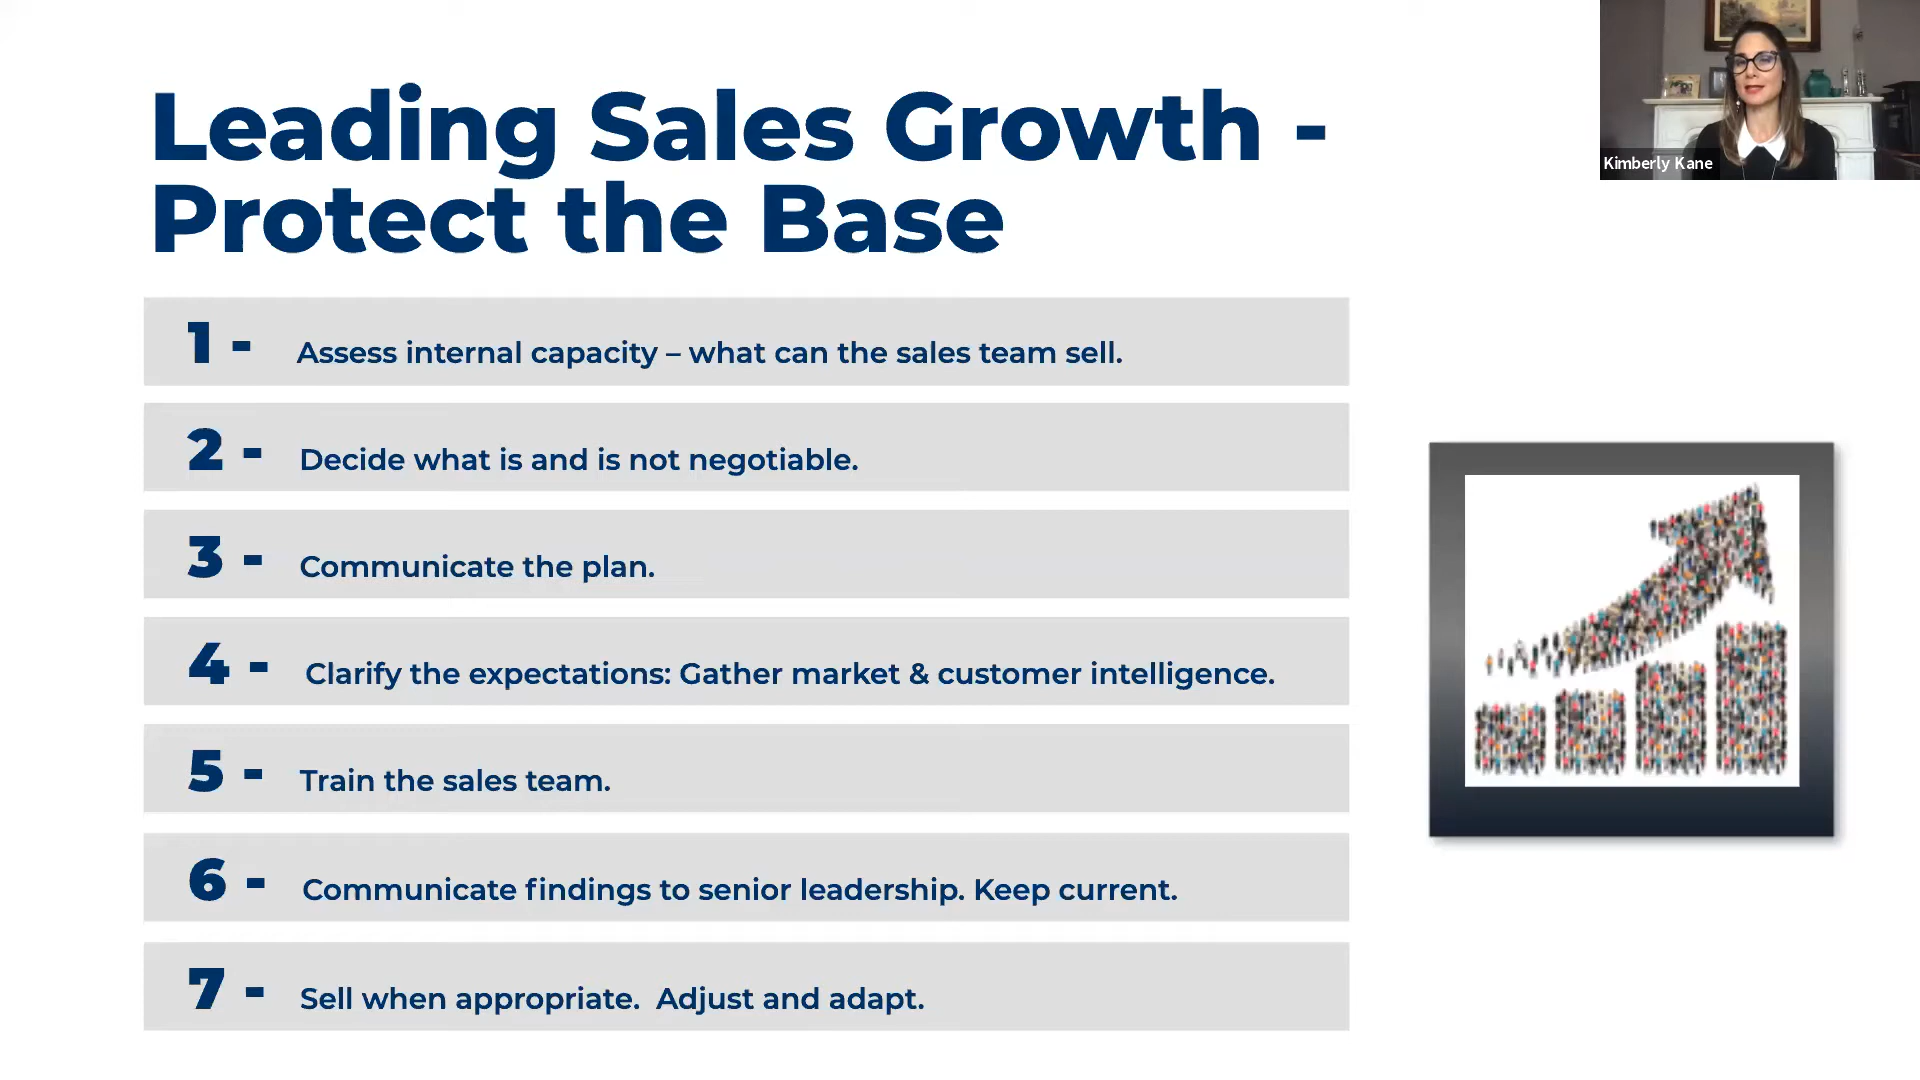 Leading Sales Growth -
Protect the Base
Kimberly Kane
1 - Assess internal capacity – what can the sales team sell.
2 - Decide what is and is not negotiable.
3 - Communicate the plan.
4 - Clarify the expectations: Gather market & customer intelligence.
5 - Train the sales team.
6 - Communicate findings to senior leadership. Keep current.
7 - Sell when appropriate.  Adjust and adapt.